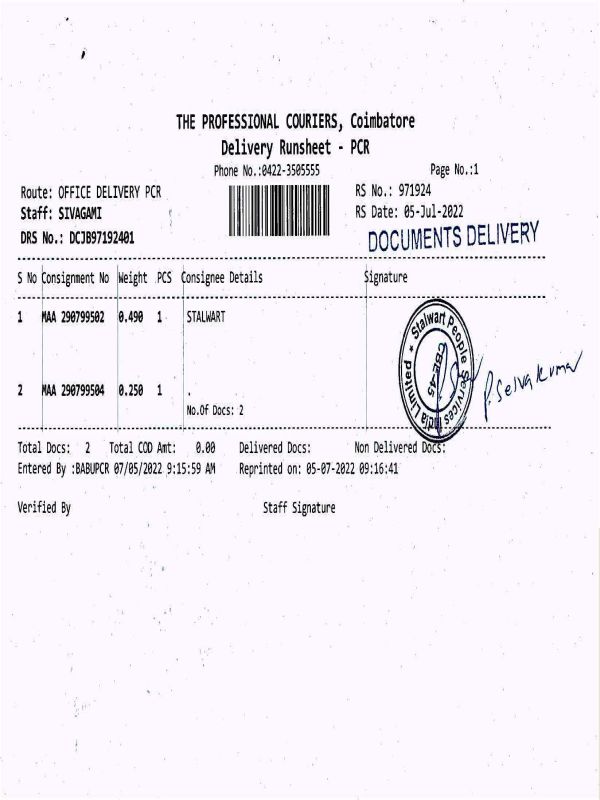 THE PROFESSIONAL COURIERS, Coimbatore
Delivery Runsheet - PCR
Phone No.:0422-3505555 Page No.:1
Route: OFFICE DELIVERY PCR RS No.: 971924
Staff: SIVAGAMI RS Date: 05-Jul-2022
DRS No.: DCJB97192401 DOCUMENTS DELIVERY
S No Consignment No Weight PCS Consignee Details Signature
1 MAA 290799502 0.490 1 STALWART
Stalwart People Services India Limited
CBE-45
P.Selvakumar
2 MAA 290799504 0.250 1 .
No.Of Docs: 2
Total Docs: 2 Total COD Amt: 0.00 Delivered Docs: Non Delivered Docs:
Entered By :BABUPCR 07/05/2022 9:15:59 AM Reprinted on: 05-07-2022 09:16:41
Verified By Staff Signature